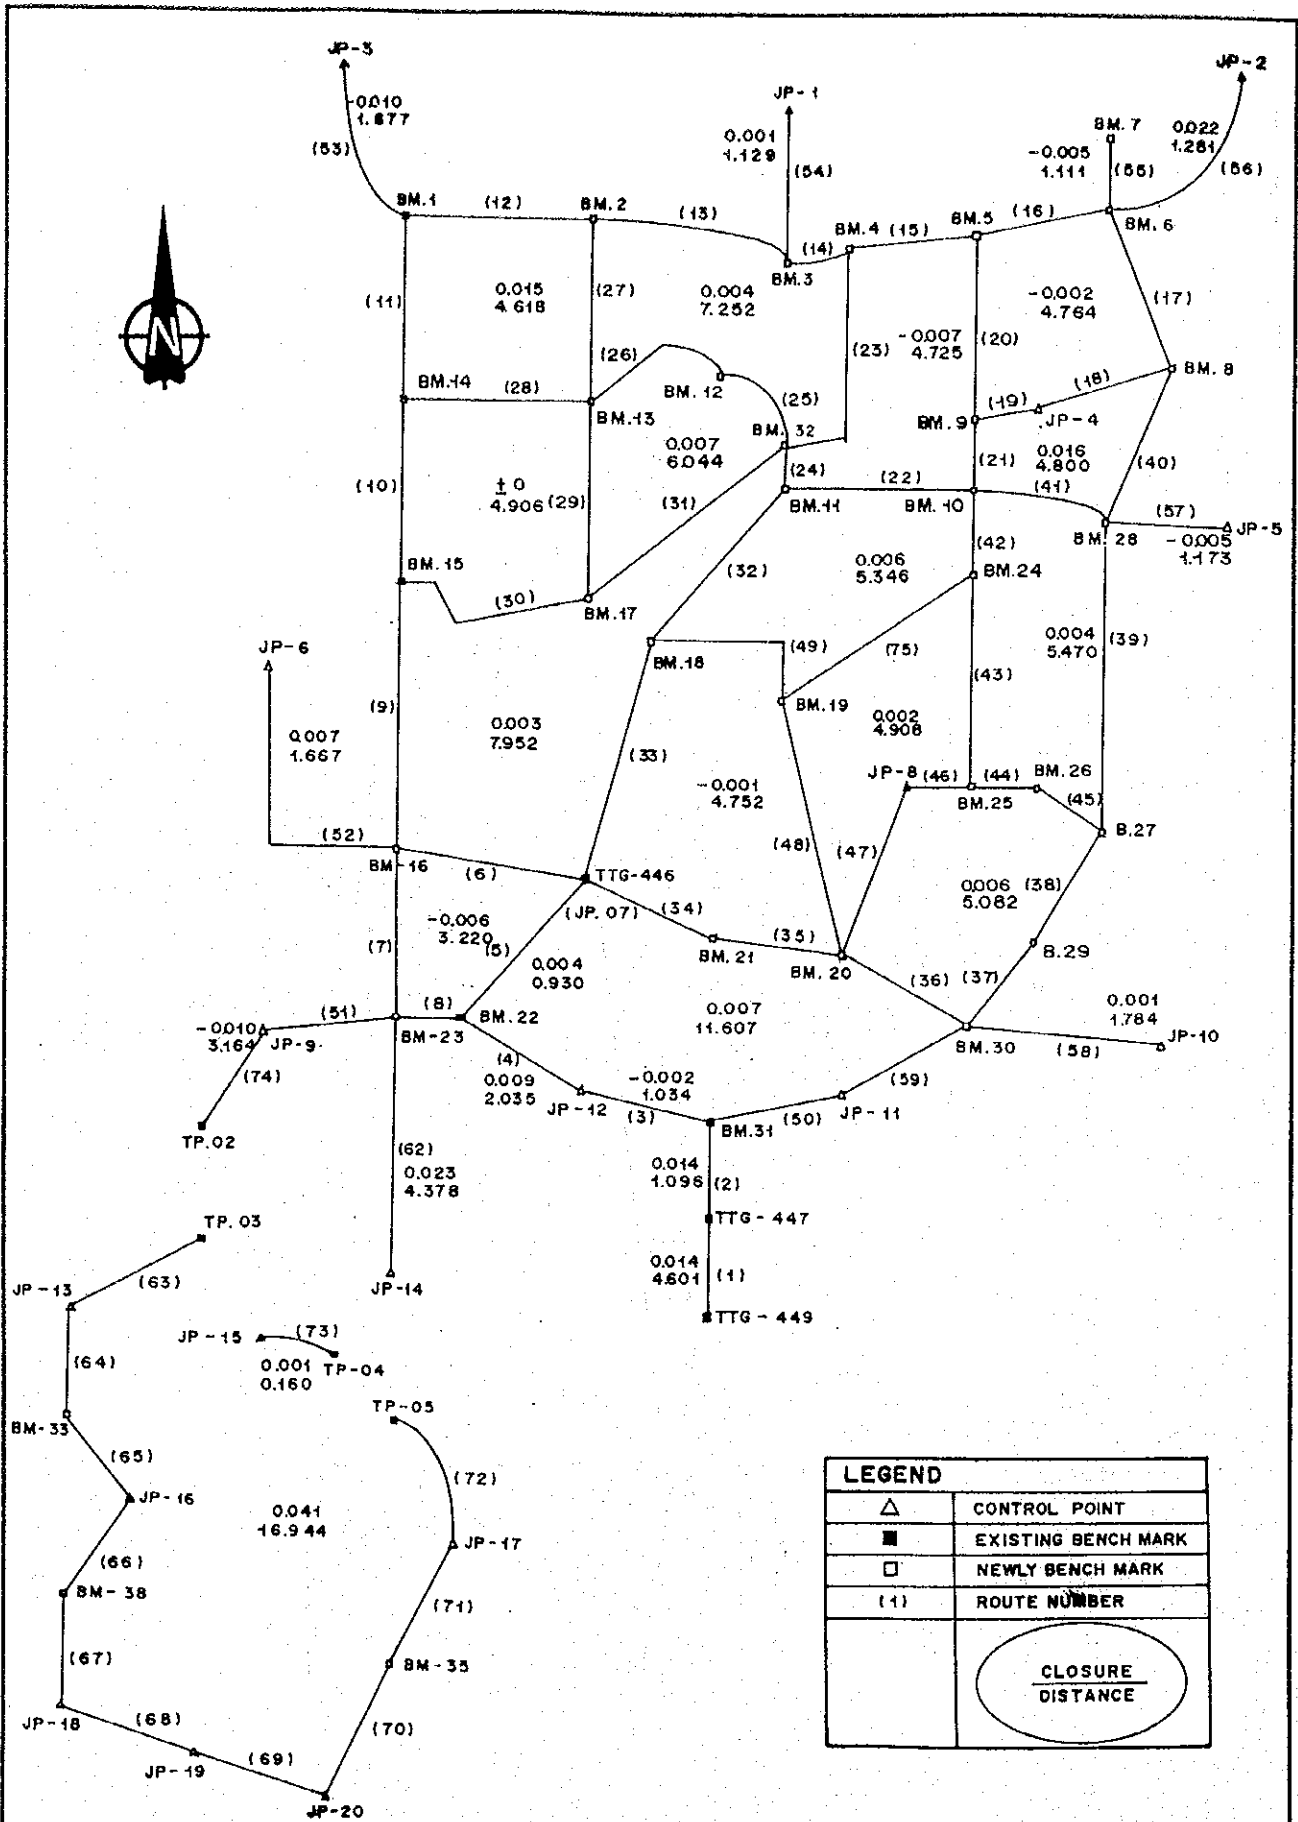 JP-3
JP-2
JP-1
-0.010
1.677
BM.7
0.022
1.281
0.001
1.129
-0.005
1.111
(53)
(54)
(55)
(56)
BM.1
(12)
BM.2
(13)
BM.4
(15)
BM.5
(16)
BM.6
(14)
BM.3
(11)
0.015
4.618
(27)
0.004
7.252
-0.002
4.764
(17)
(23)
-0.007
4.725
(20)
(26)
BM.14
(28)
BM.12
(18)
BM.8
(25)
(19)
JP-4
BM.13
BM.9
BM.32
0.007
6.044
0.016
4.800
(40)
(24)
(22)
(21)
(41)
(10)
±0
4.906
(29)
(31)
BM.11
BM.10
(57)
JP-5
BM.28
-0.005
1.173
(42)
BM.15
(32)
0.006
5.346
BM.24
(30)
BM.17
0.004
5.470
(39)
JP-6
BM.18
(49)
(75)
(43)
(9)
BM.19
0.007
1.667
0.003
7.952
0.002
4.908
(33)
JP-8
(46)
(44)
BM.26
-0.001
4.752
BM.25
(45)
B.27
(52)
(48)
(47)
BM-16
(6)
TTG-446
(JP.07)
0.006
5.082
(38)
(34)
-0.006
3.220
(7)
(5)
(35)
BM.21
BM.20
B.29
0.004
0.930
(36)
(37)
0.007
11.607
0.001
1.784
(51)
(8)
BM.22
-0.010
3.164
JP-9
BM-23
BM.30
(58)
JP-10
(4)
0.009
2.035
-0.002
1.034
(59)
(74)
JP-12
(3)
JP-11
(50)
BM.31
TP.02
(62)
0.023
4.378
0.014
1.096
(2)
TP.03
TTG-447
(63)
0.014
4.601
(1)
JP-13
JP-14
TTG-449
JP-15
(73)
(64)
0.001
0.160
TP-04
TP-05
BM-33
(65)
(72)
LEGEND
JP-16
CONTROL POINT
0.041
16.944
EXISTING BENCH MARK
JP-17
(66)
NEWLY BENCH MARK
BM-38
(1) ROUTE NUMBER
(71)
(67)
BM-35
CLOSURE
DISTANCE
JP-18
(68)
(70)
(69)
JP-19
JP-20